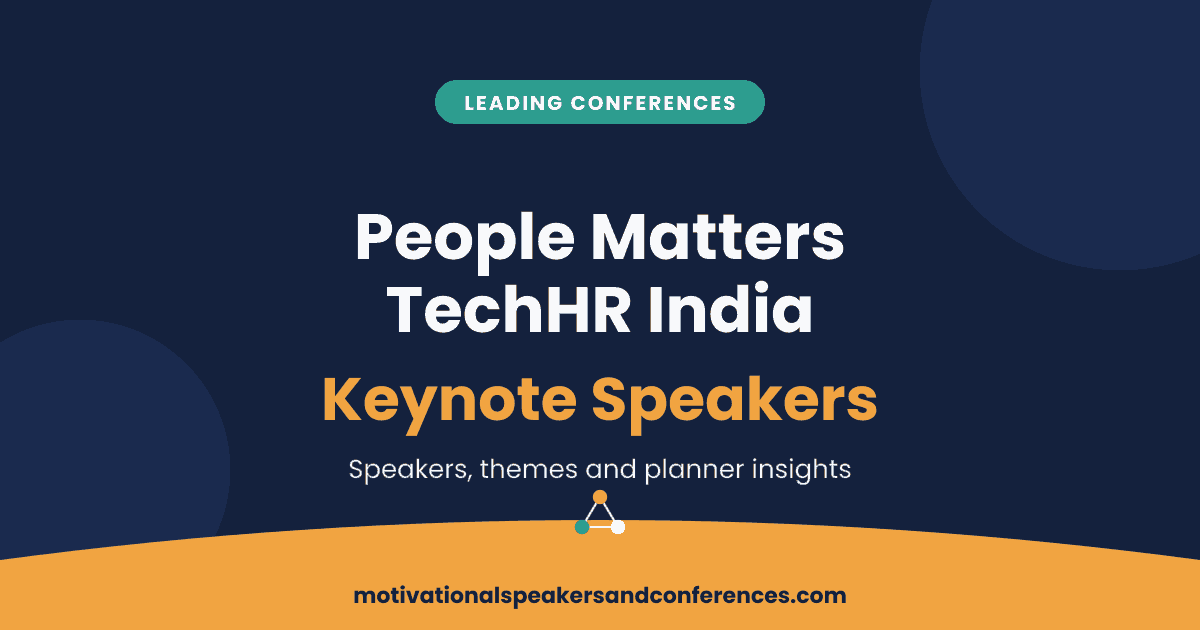 LEADING CONFERENCES
People Matters
TechHR India
Keynote Speakers
Speakers, themes and planner insights
motivationalspeakersandconferences.com